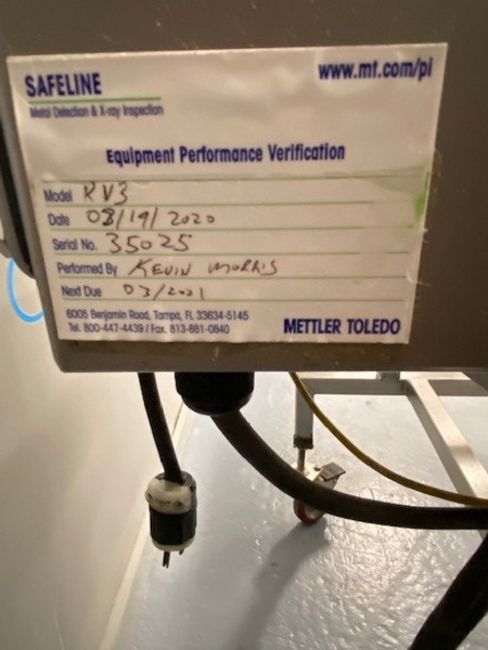 SAFELINE
www.mt.com/pi
Metal Detection & X-ray Inspection
Equipment Performance Verification
Model RV3
Date 08/19/2020
Serial No. 35025
Performed By KEVIN MORRIS
Next Due 03/2021
6005 Benjamin Road, Tampa, FL 33634-5145
Tel. 800-447-4439 / Fax. 813-881-0840
METTLER TOLEDO